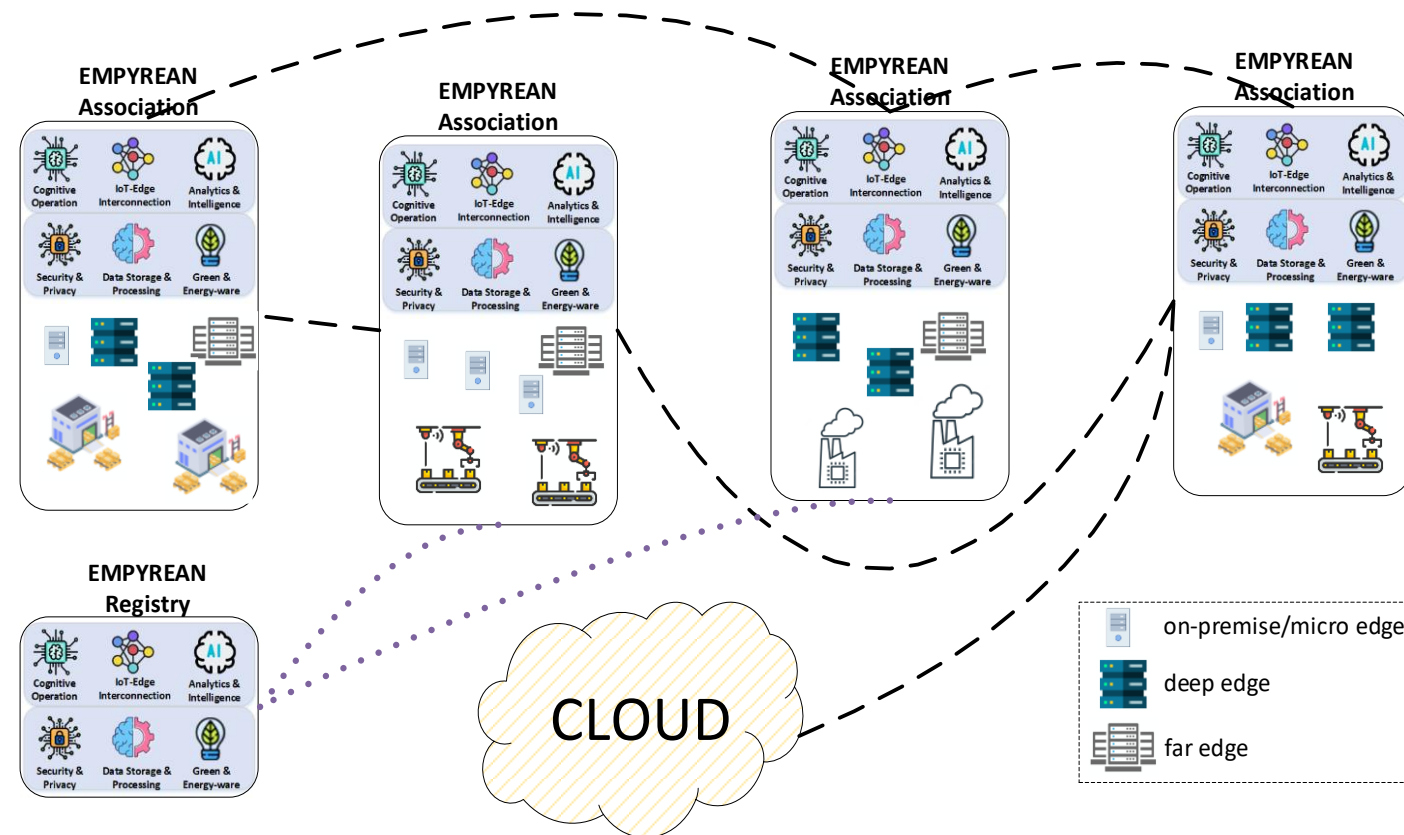 EMPYREAN
Association
Cognitive
Operation
IoT-Edge
Interconnection
Analytics &
Intelligence
Security &
Privacy
Data Storage &
Processing
Green &
Energy-ware
EMPYREAN
Association
Cognitive
Operation
IoT-Edge
Interconnection
Analytics &
Intelligence
Security &
Privacy
Data Storage &
Processing
Green &
Energy-ware
EMPYREAN
Association
Cognitive
Operation
IoT-Edge
Interconnection
Analytics &
Intelligence
Security &
Privacy
Data Storage &
Processing
Green &
Energy-ware
EMPYREAN
Association
Cognitive
Operation
IoT-Edge
Interconnection
Analytics &
Intelligence
Security &
Privacy
Data Storage &
Processing
Green &
Energy-ware
EMPYREAN
Registry
AI
AI
AI
AI
AI
Cognitive
Operation
IoT-Edge
Interconnection
Analytics &
Intelligence
Security &
Privacy
Data Storage &
Processing
Green &
Energy-ware
CLOUD
on-premise/micro edge
deep edge
far edge